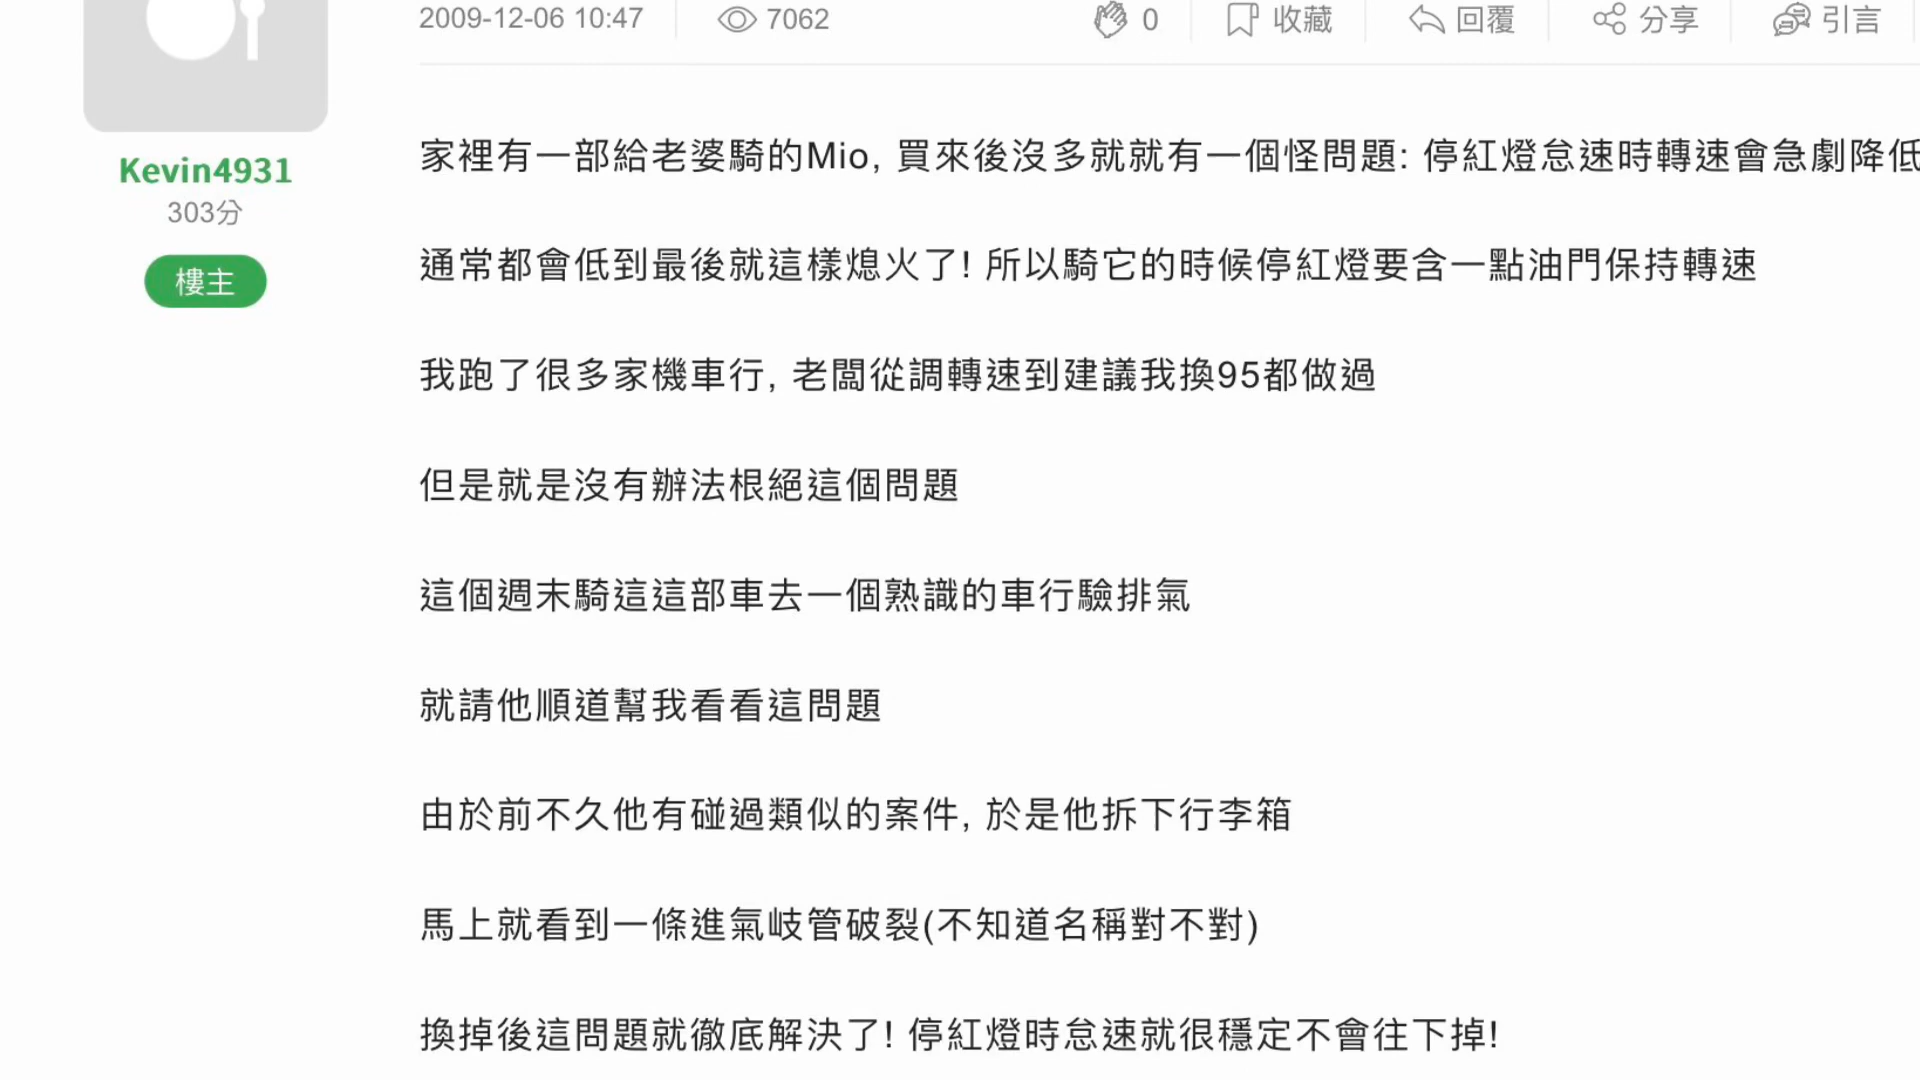 2009-12-06 10:47 7062 0 收藏 回覆 分享 引言
Kevin4931
303分
樓主
家裡有一部給老婆騎的Mio, 買來後沒多就就有一個怪問題: 停紅燈怠速時轉速會急劇降低
通常都會低到最後就這樣熄火了! 所以騎它的時候停紅燈要含一點油門保持轉速
我跑了很多家機車行, 老闆從調轉速到建議我換95都做過
但是就是沒有辦法根絕這個問題
這個週末騎這這部車去一個熟識的車行驗排氣
就請他順道幫我看看這問題
由於前不久他有碰過類似的案件, 於是他拆下行李箱
馬上就看到一條進氣岐管破裂(不知道名稱對不對)
換掉後這問題就徹底解決了! 停紅燈時怠速就很穩定不會往下掉!